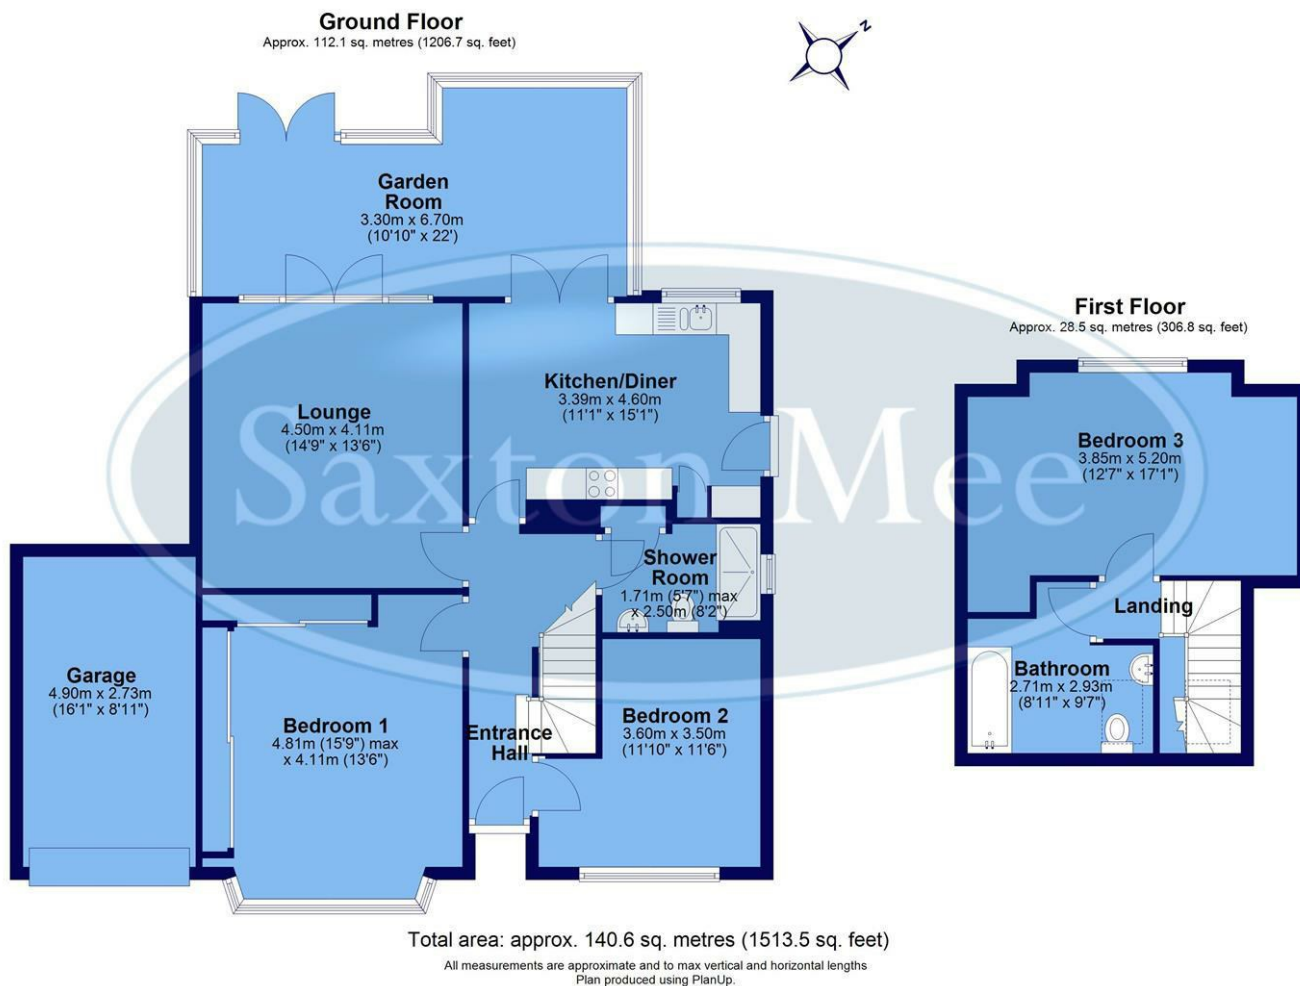 Ground Floor
Approx. 112.1 sq. metres (1206.7 sq. feet)
N
Garden
Room
3.30m x 6.70m
(10'10" x 22')
First Floor
Approx. 28.5 sq. metres (306.8 sq. feet)
Kitchen/Diner
3.39m x 4.60m
(11'1" x 15'1")
Lounge
4.50m x 4.11m
(14'9" x 13'6")
Bedroom 3
3.85m x 5.20m
(12'7" x 17'1")
Saxton Mee
Shower
Room
1.71m (5'7") max
x 2.50m (8'2")
Landing
Garage
4.90m x 2.73m
(16'1" x 8'11")
Bathroom
2.71m x 2.93m
(8'11" x 9'7")
Bedroom 1
4.81m (15'9") max
x 4.11m (13'6")
Entrance
Hall
Bedroom 2
3.60m x 3.50m
(11'10" x 11'6")
Total area: approx. 140.6 sq. metres (1513.5 sq. feet)
All measurements are approximate and to max vertical and horizontal lengths
Plan produced using PlanUp.